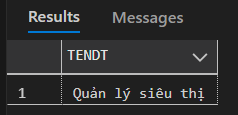 Results Messages
TENDT
1 Quản lý siêu thị